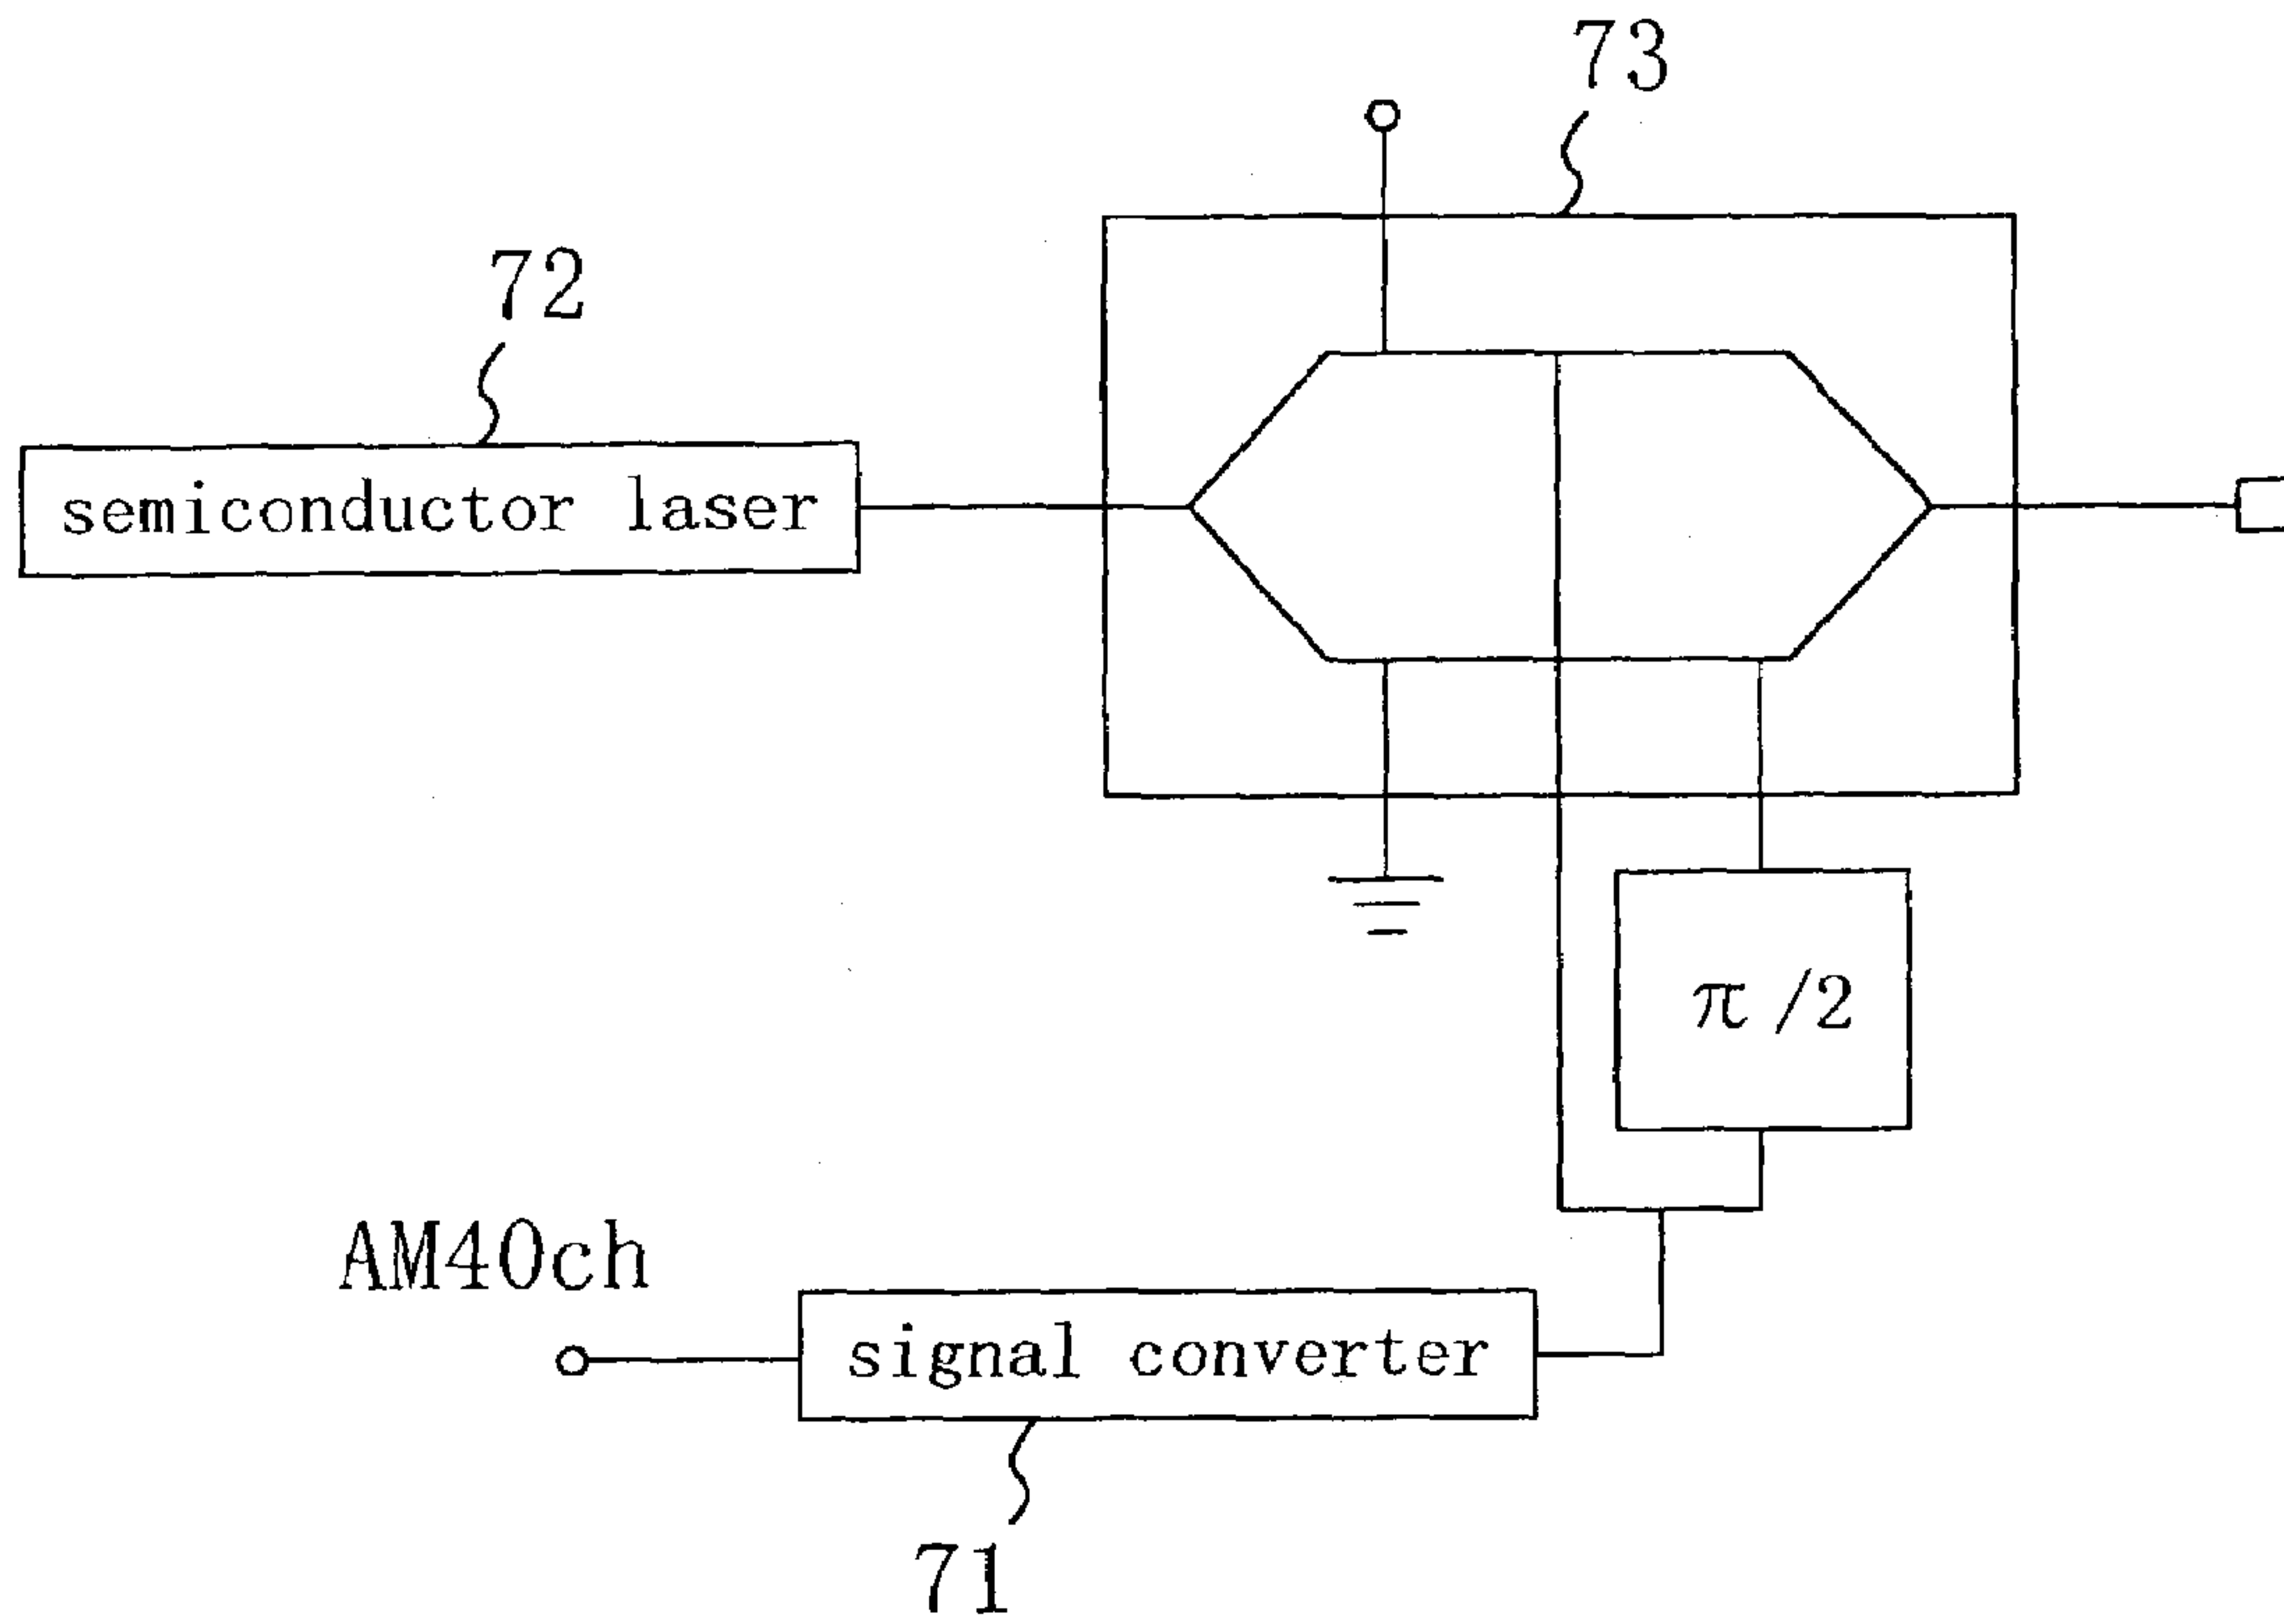 73
72
semiconductor laser
π/2
AM40ch
signal converter
71